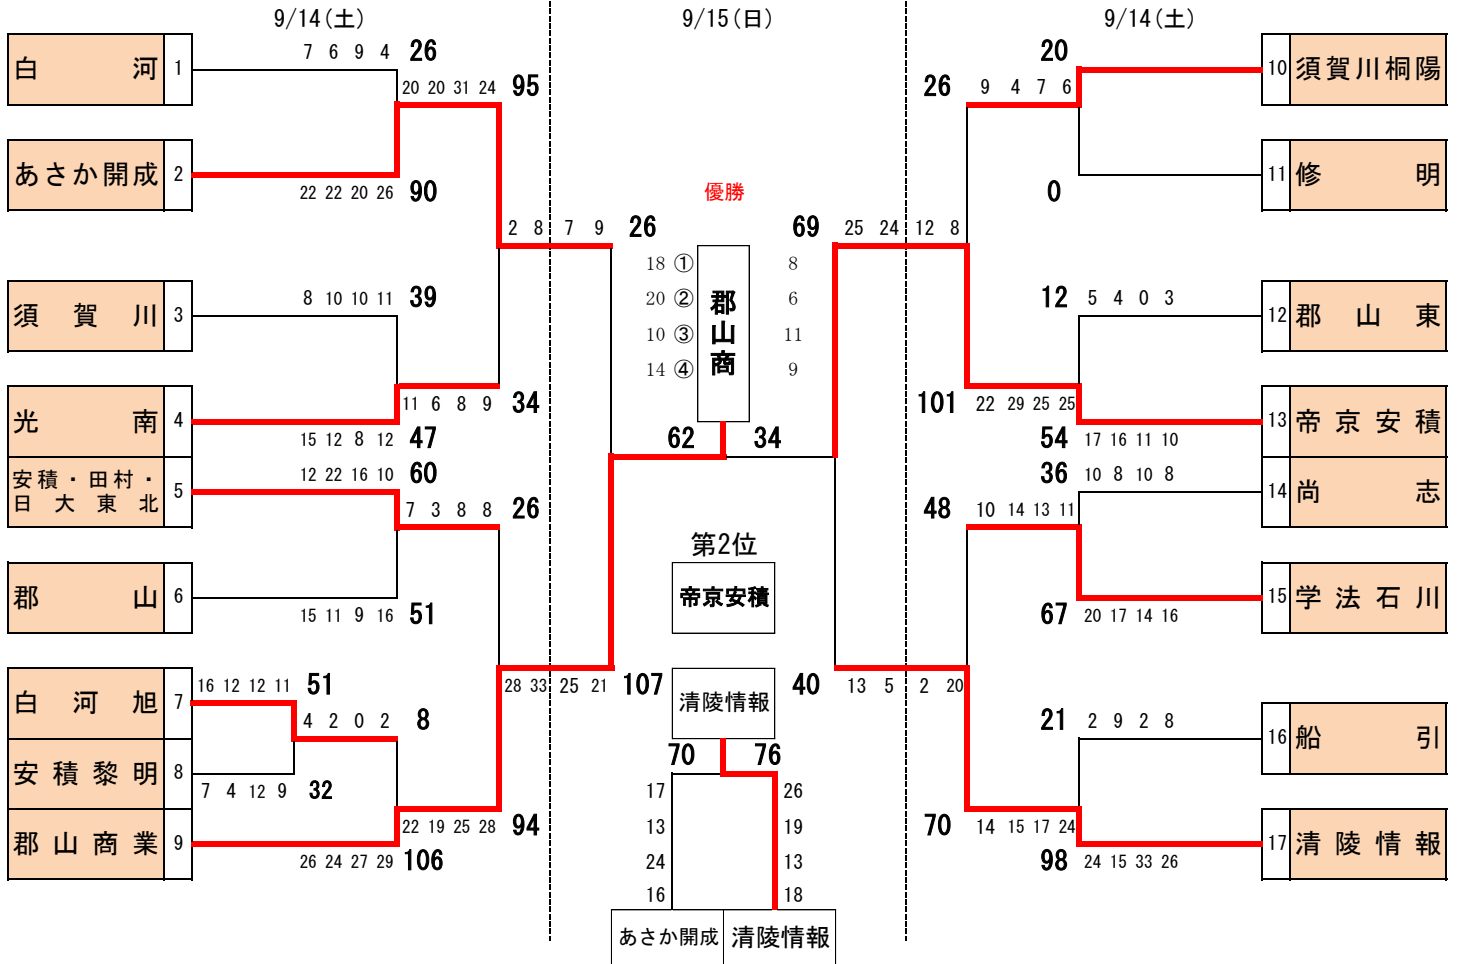 9/14(土)
9/15(日)
9/14(土)
白河 1
7 6 9 4 26
20 20 31 24 95
あさか開成 2
22 22 20 26 90
2 8 7 9 26
須賀川 3
8 10 10 11 39
光南 4
11 6 8 9 34
15 12 8 12 47
安積・田村・
日大東北 5
12 22 16 10 60
7 3 8 8 26
郡山 6
15 11 9 16 51
白河旭 7
16 12 12 11 51
4 2 0 2 8
安積黎明 8
7 4 12 9 32
28 33 25 21 107
郡山商業 9
22 19 25 28 94
26 24 27 29 106
優勝
郡山商
18 ① 8
20 ② 6
10 ③ 11
14 ④ 9
62 34
第2位
帝京安積
清陵情報
70 76
17 26
13 19
24 13
16 18
あさか開成 清陵情報
20
10 須賀川桐陽
26 9 4 7 6
11 修明
0
69 25 24 12 8
12 5 4 0 3
12 郡山東
101 22 29 25 25
13 帝京安積
54 17 16 11 10
36 10 8 10 8
14 尚志
48 10 14 13 11
15 学法石川
67 20 17 14 16
40 13 5 2 20
21 2 9 2 8
16 船引
70 14 15 17 24
17 清陵情報
98 24 15 33 26